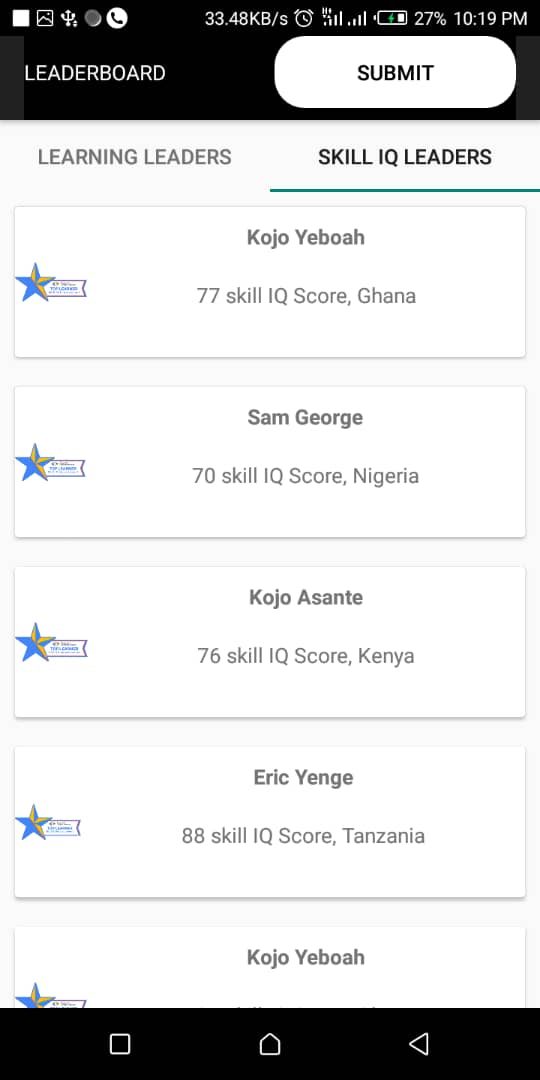 33.48KB/s 27% 10:19 PM
LEADERBOARD
SUBMIT
LEARNING LEADERS
SKILL IQ LEADERS
Kojo Yeboah
77 skill IQ Score, Ghana
Sam George
70 skill IQ Score, Nigeria
Kojo Asante
76 skill IQ Score, Kenya
Eric Yenge
88 skill IQ Score, Tanzania
Kojo Yeboah